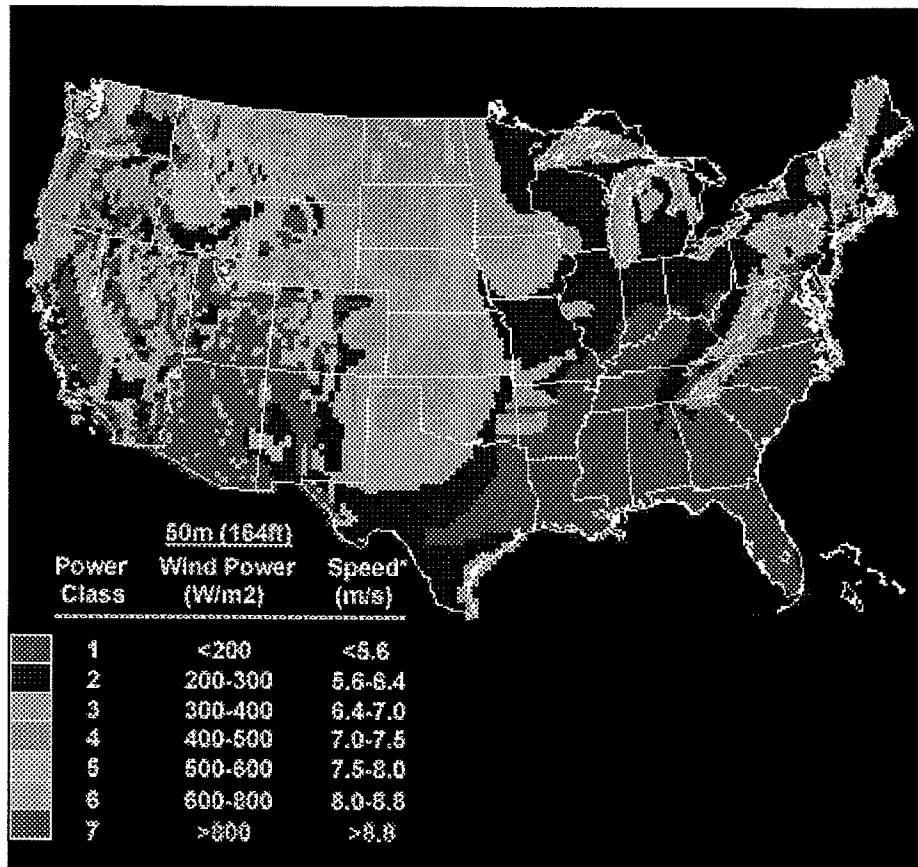 50m (164ft)
Power Wind Power Speed*
Class (W/m2) (m/s)
1 <200 <5.6
2 200-300 5.6-6.4
3 300-400 6.4-7.0
4 400-500 7.0-7.5
5 500-600 7.5-8.0
6 600-800 8.0-8.8
7 >800 >8.8